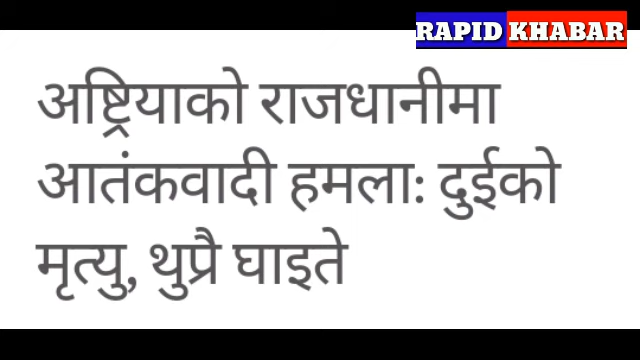 RAPID KHABAR
अष्ट्रियाको राजधानीमा
आतंकवादी हमला: दुईको
मृत्यु, थुप्रै घाइते